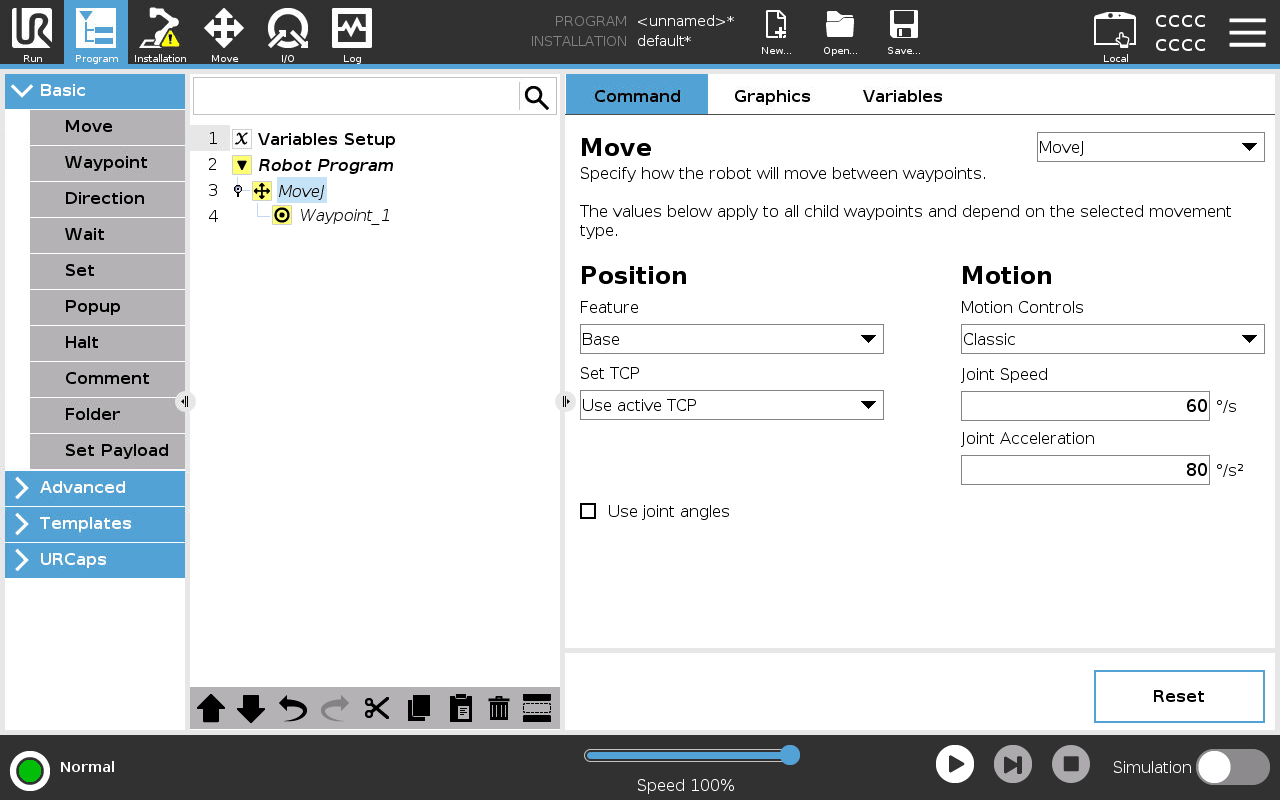 UR
PROGRAM <unnamed>*
INSTALLATION default*
Run
Program
Installation
Move
I/O
Log
New...
Open...
Save...
Local
CCCC
CCCC
Basic
Move
Waypoint
Direction
Wait
Set
Popup
Halt
Comment
Folder
Set Payload
Advanced
Templates
URCaps
1 X Variables Setup
2 Robot Program
3 MoveJ
4 Waypoint_1
Command Graphics Variables
Move
MoveJ
Specify how the robot will move between waypoints.
The values below apply to all child waypoints and depend on the selected movement
type.
Position
Feature
Base
Set TCP
Use active TCP
Use joint angles
Motion
Motion Controls
Classic
Joint Speed
60 °/s
Joint Acceleration
80 °/s²
Reset
Normal
Speed 100%
Simulation